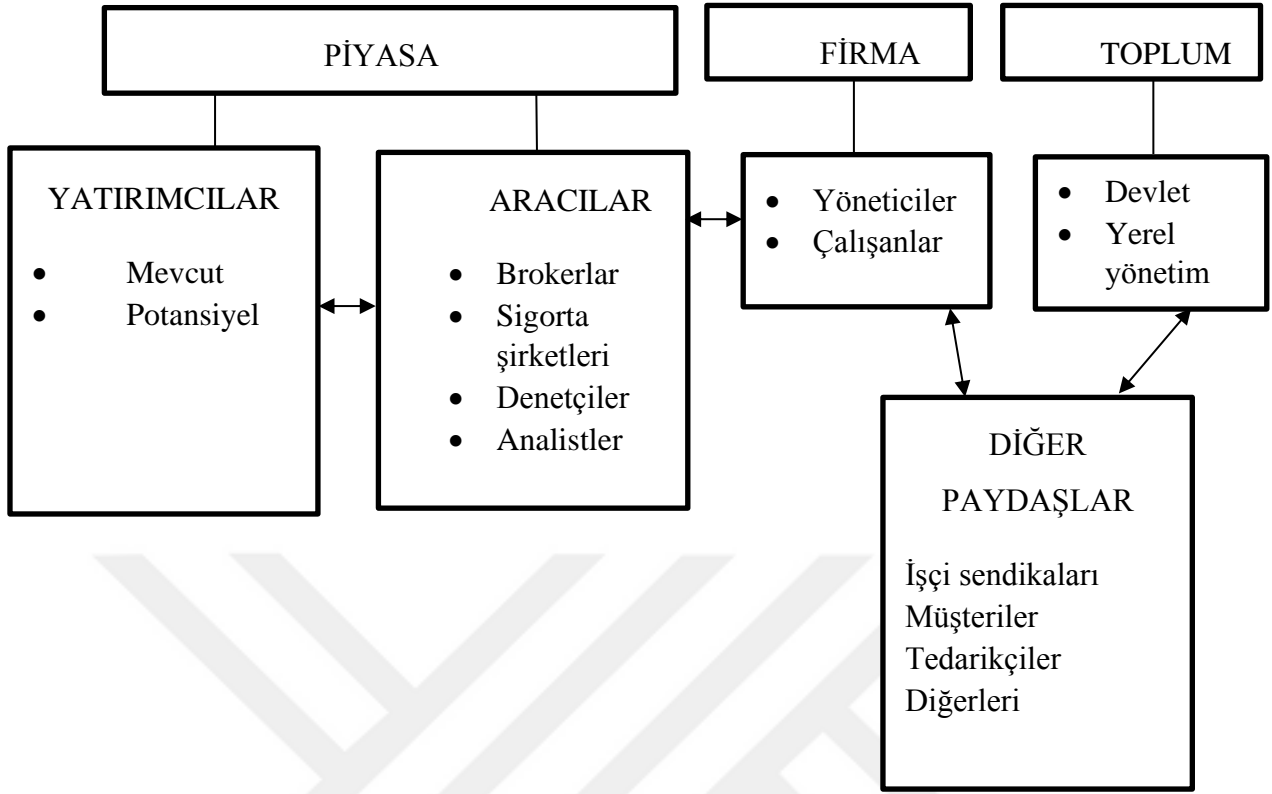 PİYASA
FİRMA
TOPLUM
YATIRIMCILAR
• Mevcut
• Potansiyel
ARACILAR
• Brokerlar
• Sigorta
şirketleri
• Denetçiler
• Analistler
• Yöneticiler
• Çalışanlar
• Devlet
• Yerel
yönetim
DİĞER
PAYDAŞLAR
İşçi sendikaları
Müşteriler
Tedarikçiler
Diğerleri